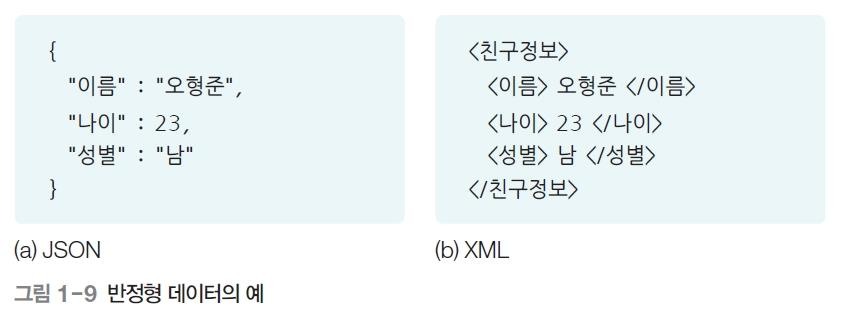 {
"이름" : "오형준",
"나이" : 23,
"성별" : "남"
}
(a) JSON
<친구정보>
<이름> 오형준 </이름>
<나이> 23 </나이>
<성별> 남 </성별>
</친구정보>
(b) XML
그림 1-9 반정형 데이터의 예